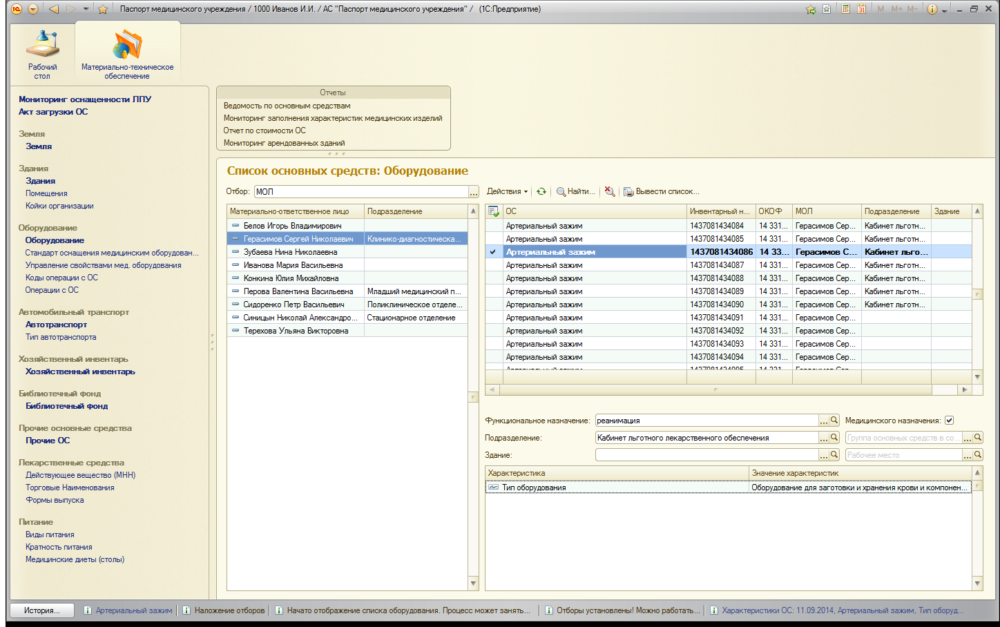 Паспорт медицинского учреждения / 1000 Иванов И.И. / АС "Паспорт медицинского учреждения" / (1С:Предприятие)
M M+ M-
Рабочий
стол
Материально-техническое
обеспечение
Мониторинг оснащенности ЛПУ
Акт загрузки ОС
Земля
Земля
Здания
Здания
Помещения
Койки организации
Оборудование
Оборудование
Стандарт оснащения медицинским оборудован...
Управление свойствами мед. оборудования
Коды операции с ОС
Операции с ОС
Автомобильный транспорт
Автотранспорт
Тип автотранспорта
Хозяйственный инвентарь
Хозяйственный инвентарь
Библиотечный фонд
Библиотечный фонд
Прочие основные средства
Прочие ОС
Лекарственные средства
Действующее вещество (МНН)
Торговые Наименования
Формы выпуска
Питание
Виды питания
Кратность питания
Медицинские диеты (столы)
Отчеты
Ведомость по основным средствам
Мониторинг заполнения характеристик медицинских изделий
Отчет по стоимости ОС
Мониторинг арендованных зданий
Список основных средств: Оборудование
Отбор: МОЛ ...
Действия Найти... Вывести список...
Материально-ответственное лицо Подразделение
Белов Игорь Владимирович
Герасимов Сергей Николаевич Клинико-диагностическа...
Зубаева Нина Николаевна
Иванова Мария Васильевна
Конкина Юлия Михайловна
Перова Валентина Васильевна Младший медицинский п...
Сидоренко Петр Васильевич Поликлиническое отделе...
Синицын Николай Александро... Стационарное отделение
Терехова Ульяна Викторовна
ОС Инвентарный н... ОКОФ МОЛ Подразделение Здание
Артериальный зажим 1437081434084 14 331... Герасимов Сер... Кабинет льготн...
Артериальный зажим 1437081434085 14 331... Герасимов Сер... Кабинет льготн...
Артериальный зажим 1437081434086 14 33... Герасимов С... Кабинет льго...
Артериальный зажим 1437081434087 14 331... Герасимов Сер... Кабинет льготн...
Артериальный зажим 1437081434088 14 331... Герасимов Сер... Кабинет льготн...
Артериальный зажим 1437081434089 14 331... Герасимов Сер... Кабинет льготн...
Артериальный зажим 1437081434090 14 331... Герасимов Сер... Кабинет льготн...
Артериальный зажим 1437081434091 14 331... Герасимов Сер...
Артериальный зажим 1437081434092 14 331... Герасимов Сер...
Артериальный зажим 1437081434093 14 331... Герасимов Сер...
Артериальный зажим 1437081434094 14 331... Герасимов Сер...
Артериальный зажим 1437081434095 14 331... Герасимов Сер...
Функциональное назначение: реанимация ... Медицинского назначения:
Подразделение: Кабинет льготного лекарственного обеспечения ... Группа основных средств в со... ...
Здание: ... Рабочее место ...
Характеристика Значение характеристик
Тип оборудования Оборудование для заготовки и хранения крови и компонен...
История... Артериальный зажим Наложение отборов Начато отображение списка оборудования. Процесс может занять... Отборы установлены! Можно работать... Характеристики ОС: 11.09.2014, Артериальный зажим, Тип оборуд...